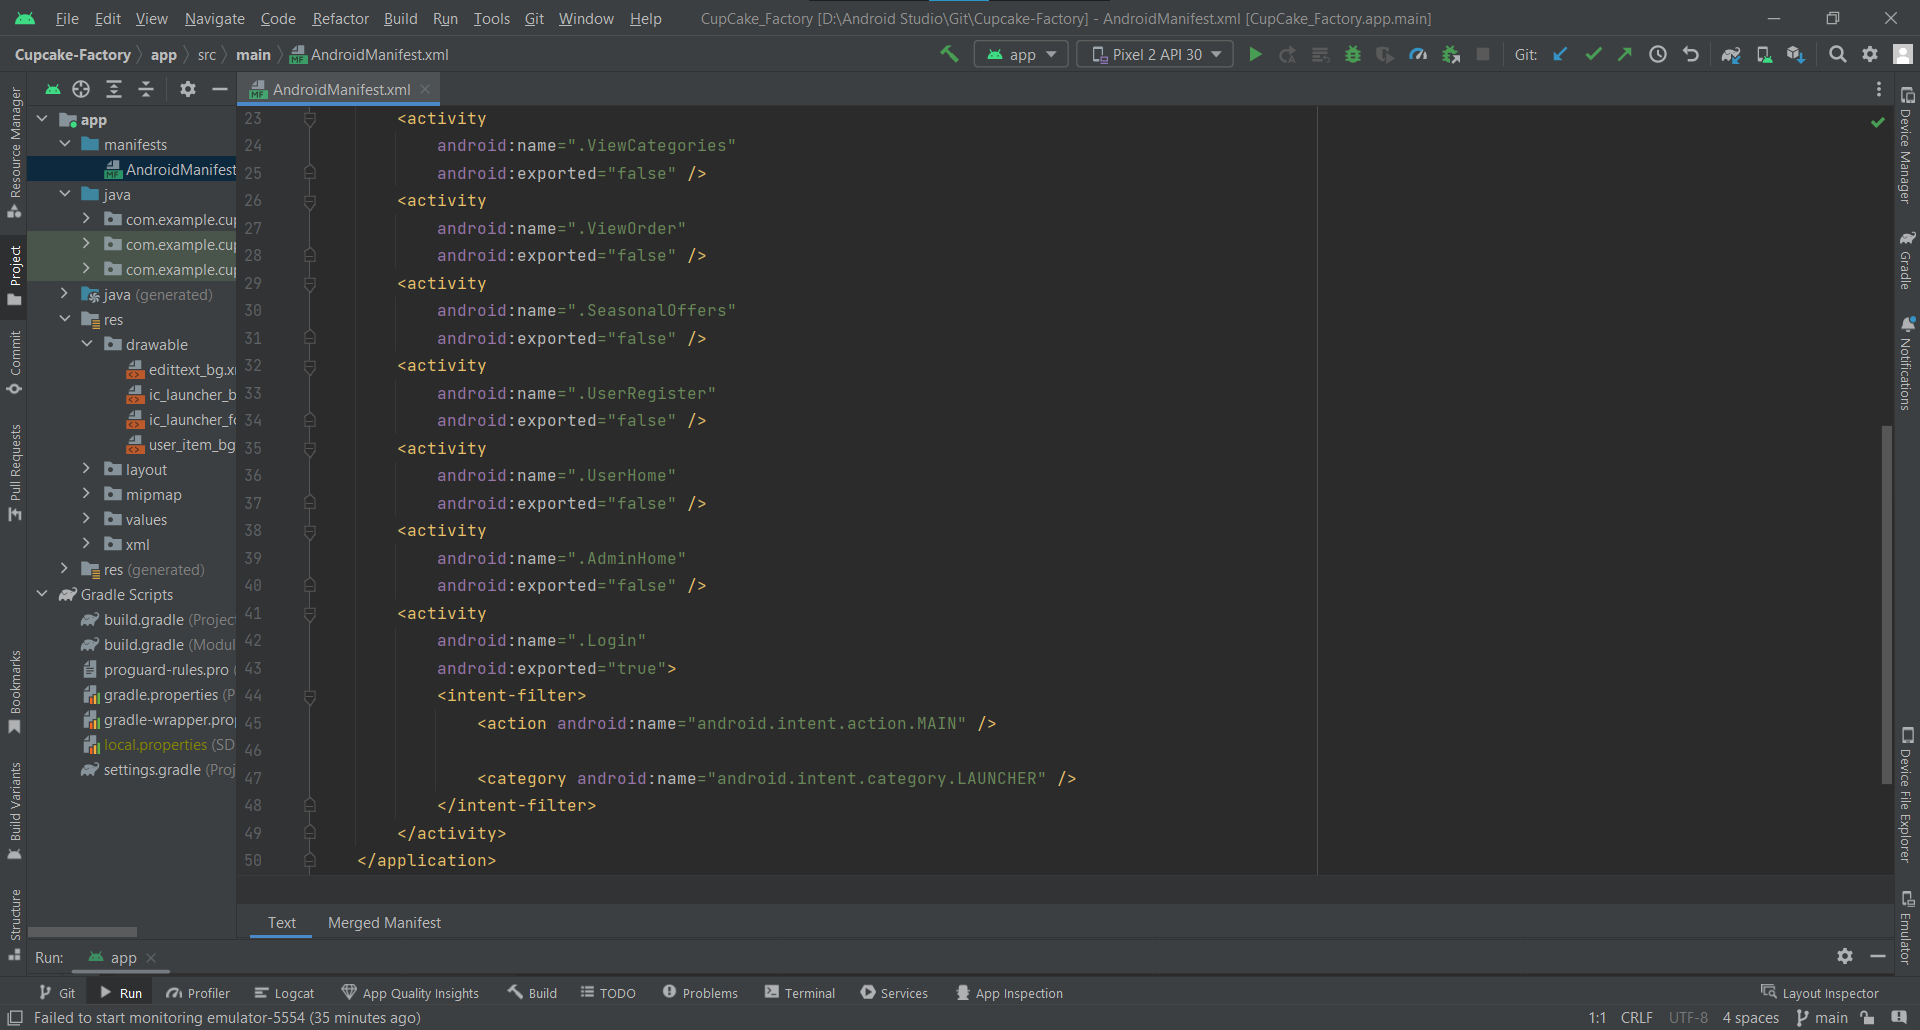 File Edit View Navigate Code Refactor Build Run Tools Git Window Help CupCake_Factory [D:\Android Studio\Git\Cupcake-Factory] - AndroidManifest.xml [CupCake_Factory.app.main]
Cupcake-Factory app src main AndroidManifest.xml app Pixel 2 API 30 Git:
AndroidManifest.xml
app
manifests
AndroidManifest
java
com.example.cup
com.example.cup
com.example.cup
java (generated)
res
drawable
edittext_bg.x
ic_launcher_b
ic_launcher_fo
user_item_bg
layout
mipmap
values
xml
res (generated)
Gradle Scripts
build.gradle (Project
build.gradle (Modul
proguard-rules.pro (
gradle.properties (P
gradle-wrapper.prop
local.properties (SD
settings.gradle (Proj
Resource Manager
Project
Commit
Pull Requests
Bookmarks
Build Variants
Structure
23 <activity
24 android:name=".ViewCategories"
25 android:exported="false" />
26 <activity
27 android:name=".ViewOrder"
28 android:exported="false" />
29 <activity
30 android:name=".SeasonalOffers"
31 android:exported="false" />
32 <activity
33 android:name=".UserRegister"
34 android:exported="false" />
35 <activity
36 android:name=".UserHome"
37 android:exported="false" />
38 <activity
39 android:name=".AdminHome"
40 android:exported="false" />
41 <activity
42 android:name=".Login"
43 android:exported="true">
44 <intent-filter>
45 <action android:name="android.intent.action.MAIN" />
46
47 <category android:name="android.intent.category.LAUNCHER" />
48 </intent-filter>
49 </activity>
50 </application>
Device Manager
Gradle
Notifications
Device File Explorer
Emulator
Text Merged Manifest
Run: app
Git Run Profiler Logcat App Quality Insights Build TODO Problems Terminal Services App Inspection Layout Inspector
Failed to start monitoring emulator-5554 (35 minutes ago) 1:1 CRLF UTF-8 4 spaces main